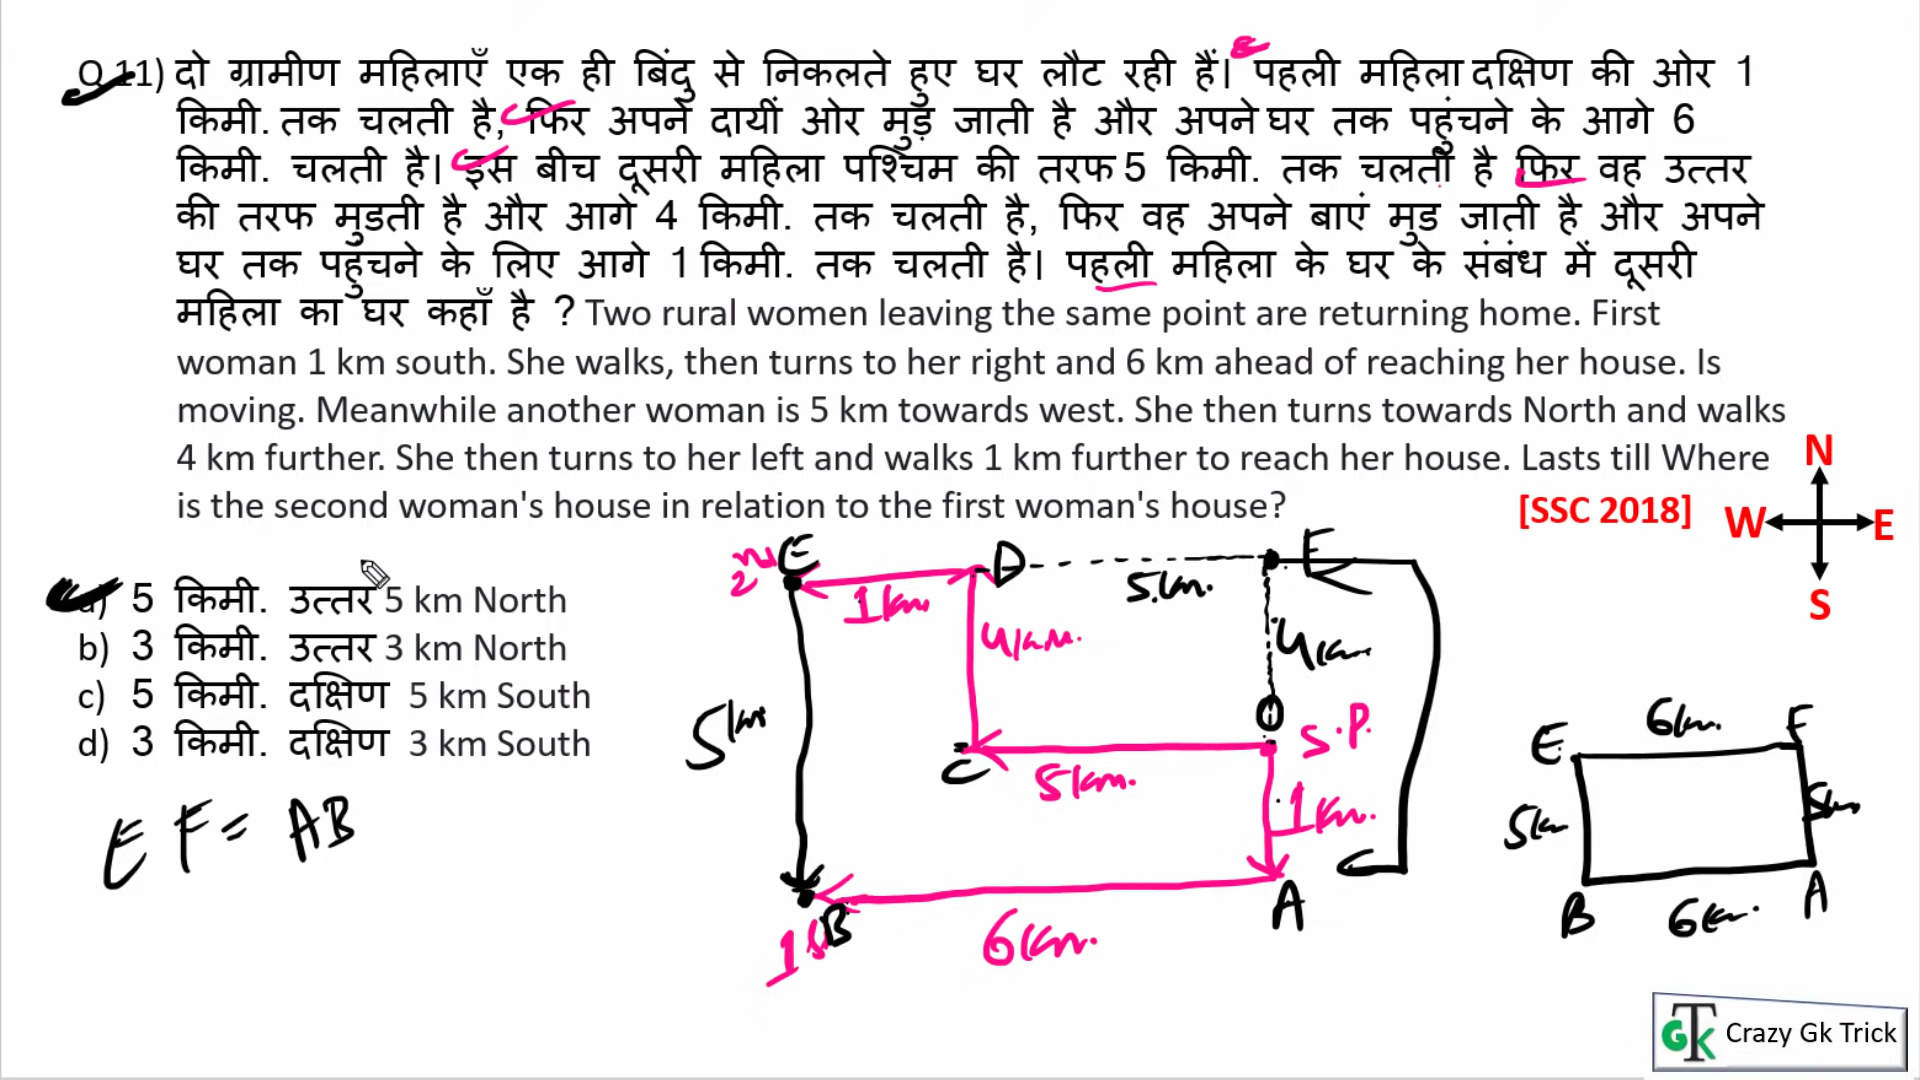 Q.11) दो ग्रामीण महिलाएँ एक ही बिंदु से निकलते हुए घर लौट रही हैं। पहली महिला दक्षिण की ओर 1
किमी. तक चलती है, फिर अपने दायीं ओर मुड़ जाती है और अपने घर तक पहुंचने के आगे 6
किमी. चलती है। इस बीच दूसरी महिला पश्चिम की तरफ 5 किमी. तक चलती है फिर वह उत्तर
की तरफ मुडती है और आगे 4 किमी. तक चलती है, फिर वह अपने बाएं मुड जाती है और अपने
घर तक पहुंचने के लिए आगे 1 किमी. तक चलती है। पहली महिला के घर के संबंध में दूसरी
महिला का घर कहाँ है ? Two rural women leaving the same point are returning home. First
woman 1 km south. She walks, then turns to her right and 6 km ahead of reaching her house. Is
moving. Meanwhile another woman is 5 km towards west. She then turns towards North and walks
4 km further. She then turns to her left and walks 1 km further to reach her house. Lasts till Where
is the second woman's house in relation to the first woman's house?
[SSC 2018]
N
W E
S
a) 5 किमी. उत्तर 5 km North
b) 3 किमी. उत्तर 3 km North
c) 5 किमी. दक्षिण 5 km South
d) 3 किमी. दक्षिण 3 km South
2nd E D F
1km 5km.
4km. 4km
5km
O S.P.
C 5km. 1km.
B A
1st 6km.
EF = AB
E 6km. F
5km 5km
B 6km. A
GTK Crazy Gk Trick